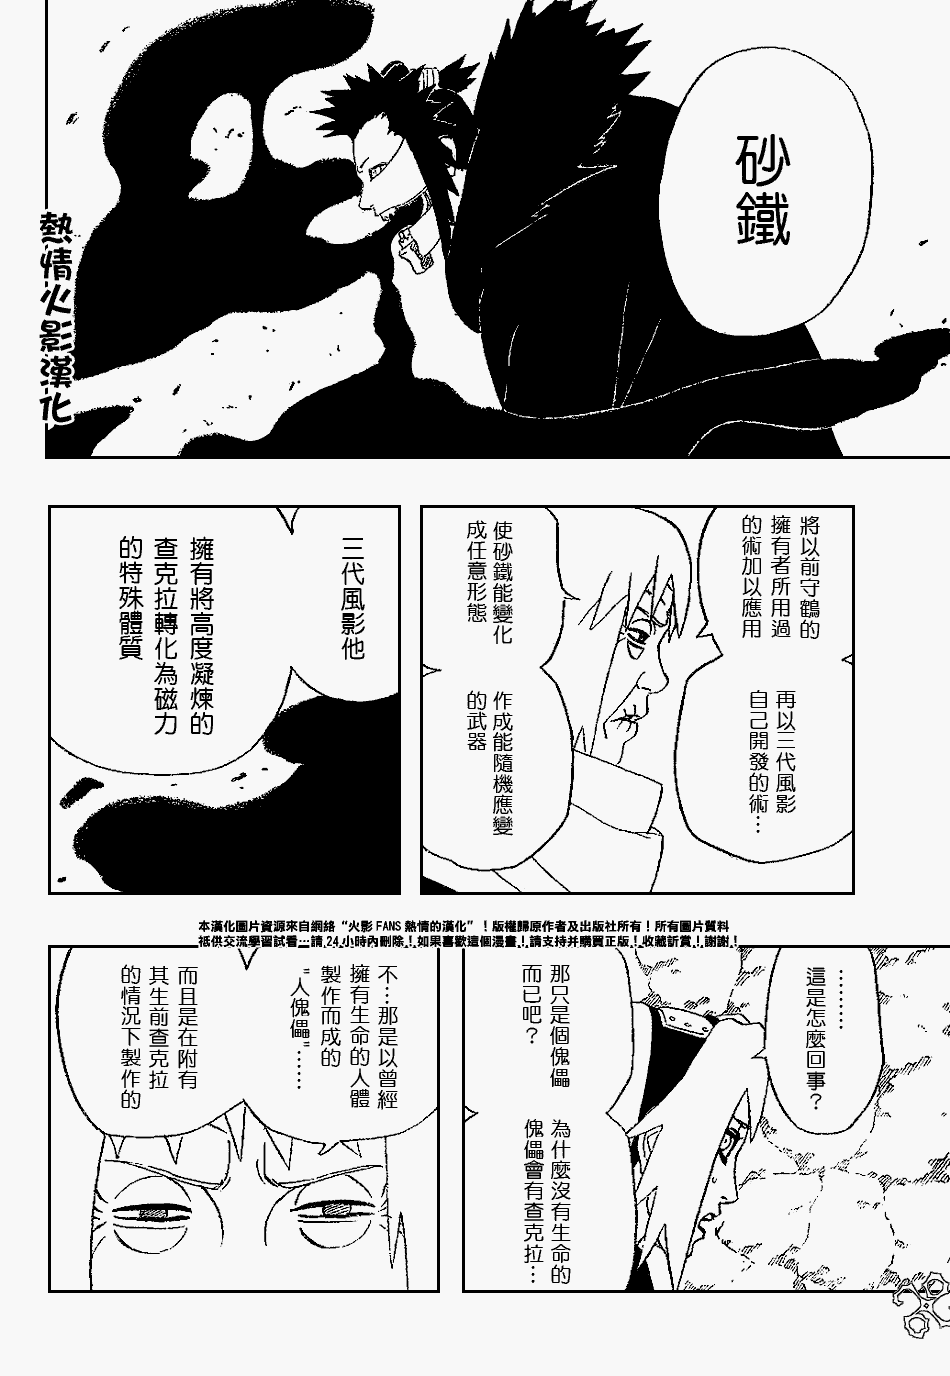 砂
鐵
熱情火影漢化
將以前守鶴的
擁有者所用過
的術加以應用
再以三代風影
自己開發的術…
使砂鐵能變化
成任意形態
作成能隨機應變
的武器
三代風影他
擁有將高度凝煉的
查克拉轉化為磁力
的特殊體質
本漢化圖片資源來自網絡“火影FANS熱情的漢化”！版權歸原作者及出版社所有！所有圖片質料
祗供交流學習試看…請24小時內刪除！如果喜歡這個漫畫！請支持并購買正版！收藏訢賞！謝謝！
………
這是怎麼回事？
那只是個傀儡
而已吧？
為什麼沒有生命的
傀儡會有查克拉…
不…那是以曾經
擁有生命的人體
製作而成的
"人傀儡"……
而且是在附有
其生前查克拉
的情況下製作的